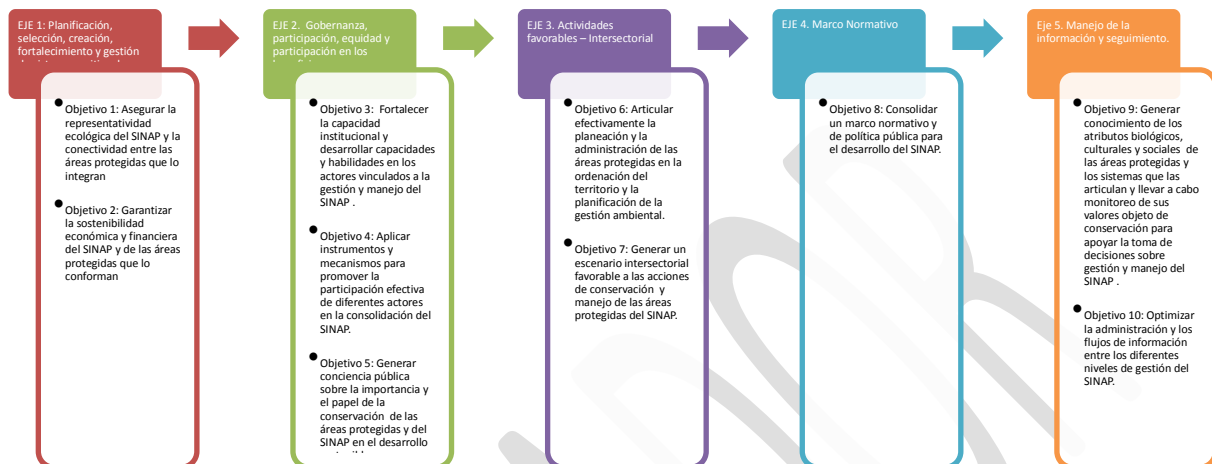 EJE 1: Planificación,
selección, creación,
fortalecimiento y gestión
Objetivo 1: Asegurar la
representatividad
ecológica del SINAP y la
conectividad entre las
áreas protegidas que lo
integran
Objetivo 2: Garantizar
la sostenibilidad
económica y financiera
del SINAP y de las áreas
protegidas que lo
conforman
EJE 2.  Gobernanza,
participación, equidad y
participación en los
Objetivo 3:  Fortalecer
la capacidad
institucional y
desarrollar capacidades
y habilidades en los
actores vinculados a la
gestión y manejo del
SINAP .
Objetivo 4: Aplicar
instrumentos y
mecanismos para
promover la
participación efectiva
de diferentes actores
en la consolidación del
SINAP.
Objetivo 5: Generar
conciencia pública
sobre la importancia y
el papel de la
conservación  de las
áreas protegidas y del
SINAP en el desarrollo
EJE 3. Actividades
favorables – Intersectorial
Objetivo 6: Articular
efectivamente la
planeación y la
administración de las
áreas protegidas en la
ordenación del
territorio y la
planificación de la
gestión ambiental.
Objetivo 7: Generar un
escenario intersectorial
favorable a las acciones
de conservación  y
manejo de las áreas
protegidas del SINAP.
EJE 4. Marco Normativo
Objetivo 8: Consolidar
un marco normativo y
de política pública para
el desarrollo del SINAP.
Eje 5. Manejo de la
información y seguimiento.
Objetivo 9: Generar
conocimiento de los
atributos biológicos,
culturales y sociales  de
las áreas protegidas y
los sistemas que las
articulan y llevar a cabo
monitoreo de sus
valores objeto de
conservación para
apoyar la toma de
decisiones sobre
gestión y manejo del
SINAP .
Objetivo 10: Optimizar
la administración y los
flujos de información
entre los diferentes
niveles de gestión del
SINAP.